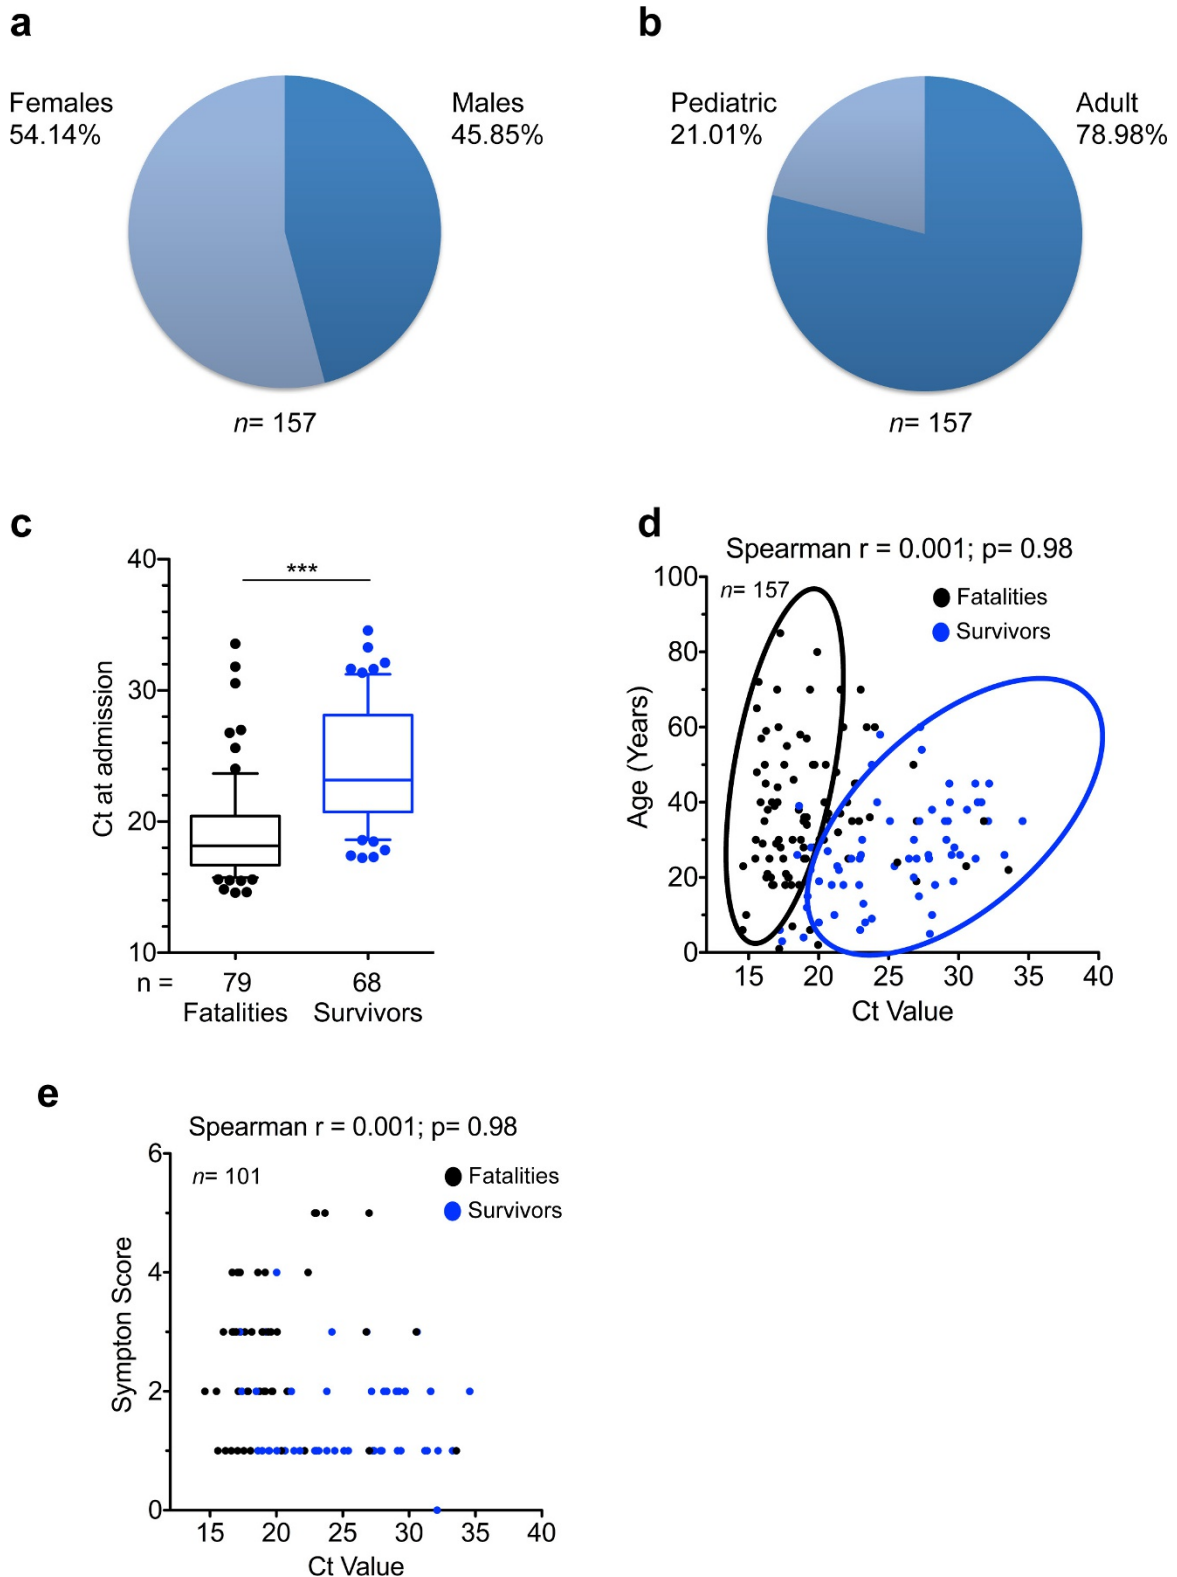 a
Females
54.14%
Males
45.85%
n= 157
b
Pediatric
21.01%
Adult
78.98%
n= 157
c
***
Ct at admission
40
30
20
10
n = 79 68
Fatalities Survivors
d
Spearman r = 0.001; p= 0.98
n= 157
Fatalities
Survivors
Age (Years)
100
80
60
40
20
0
15 20 25 30 35 40
Ct Value
e
Spearman r = 0.001; p= 0.98
n= 101
Fatalities
Survivors
Sympton Score
6
4
2
0
15 20 25 30 35 40
Ct Value